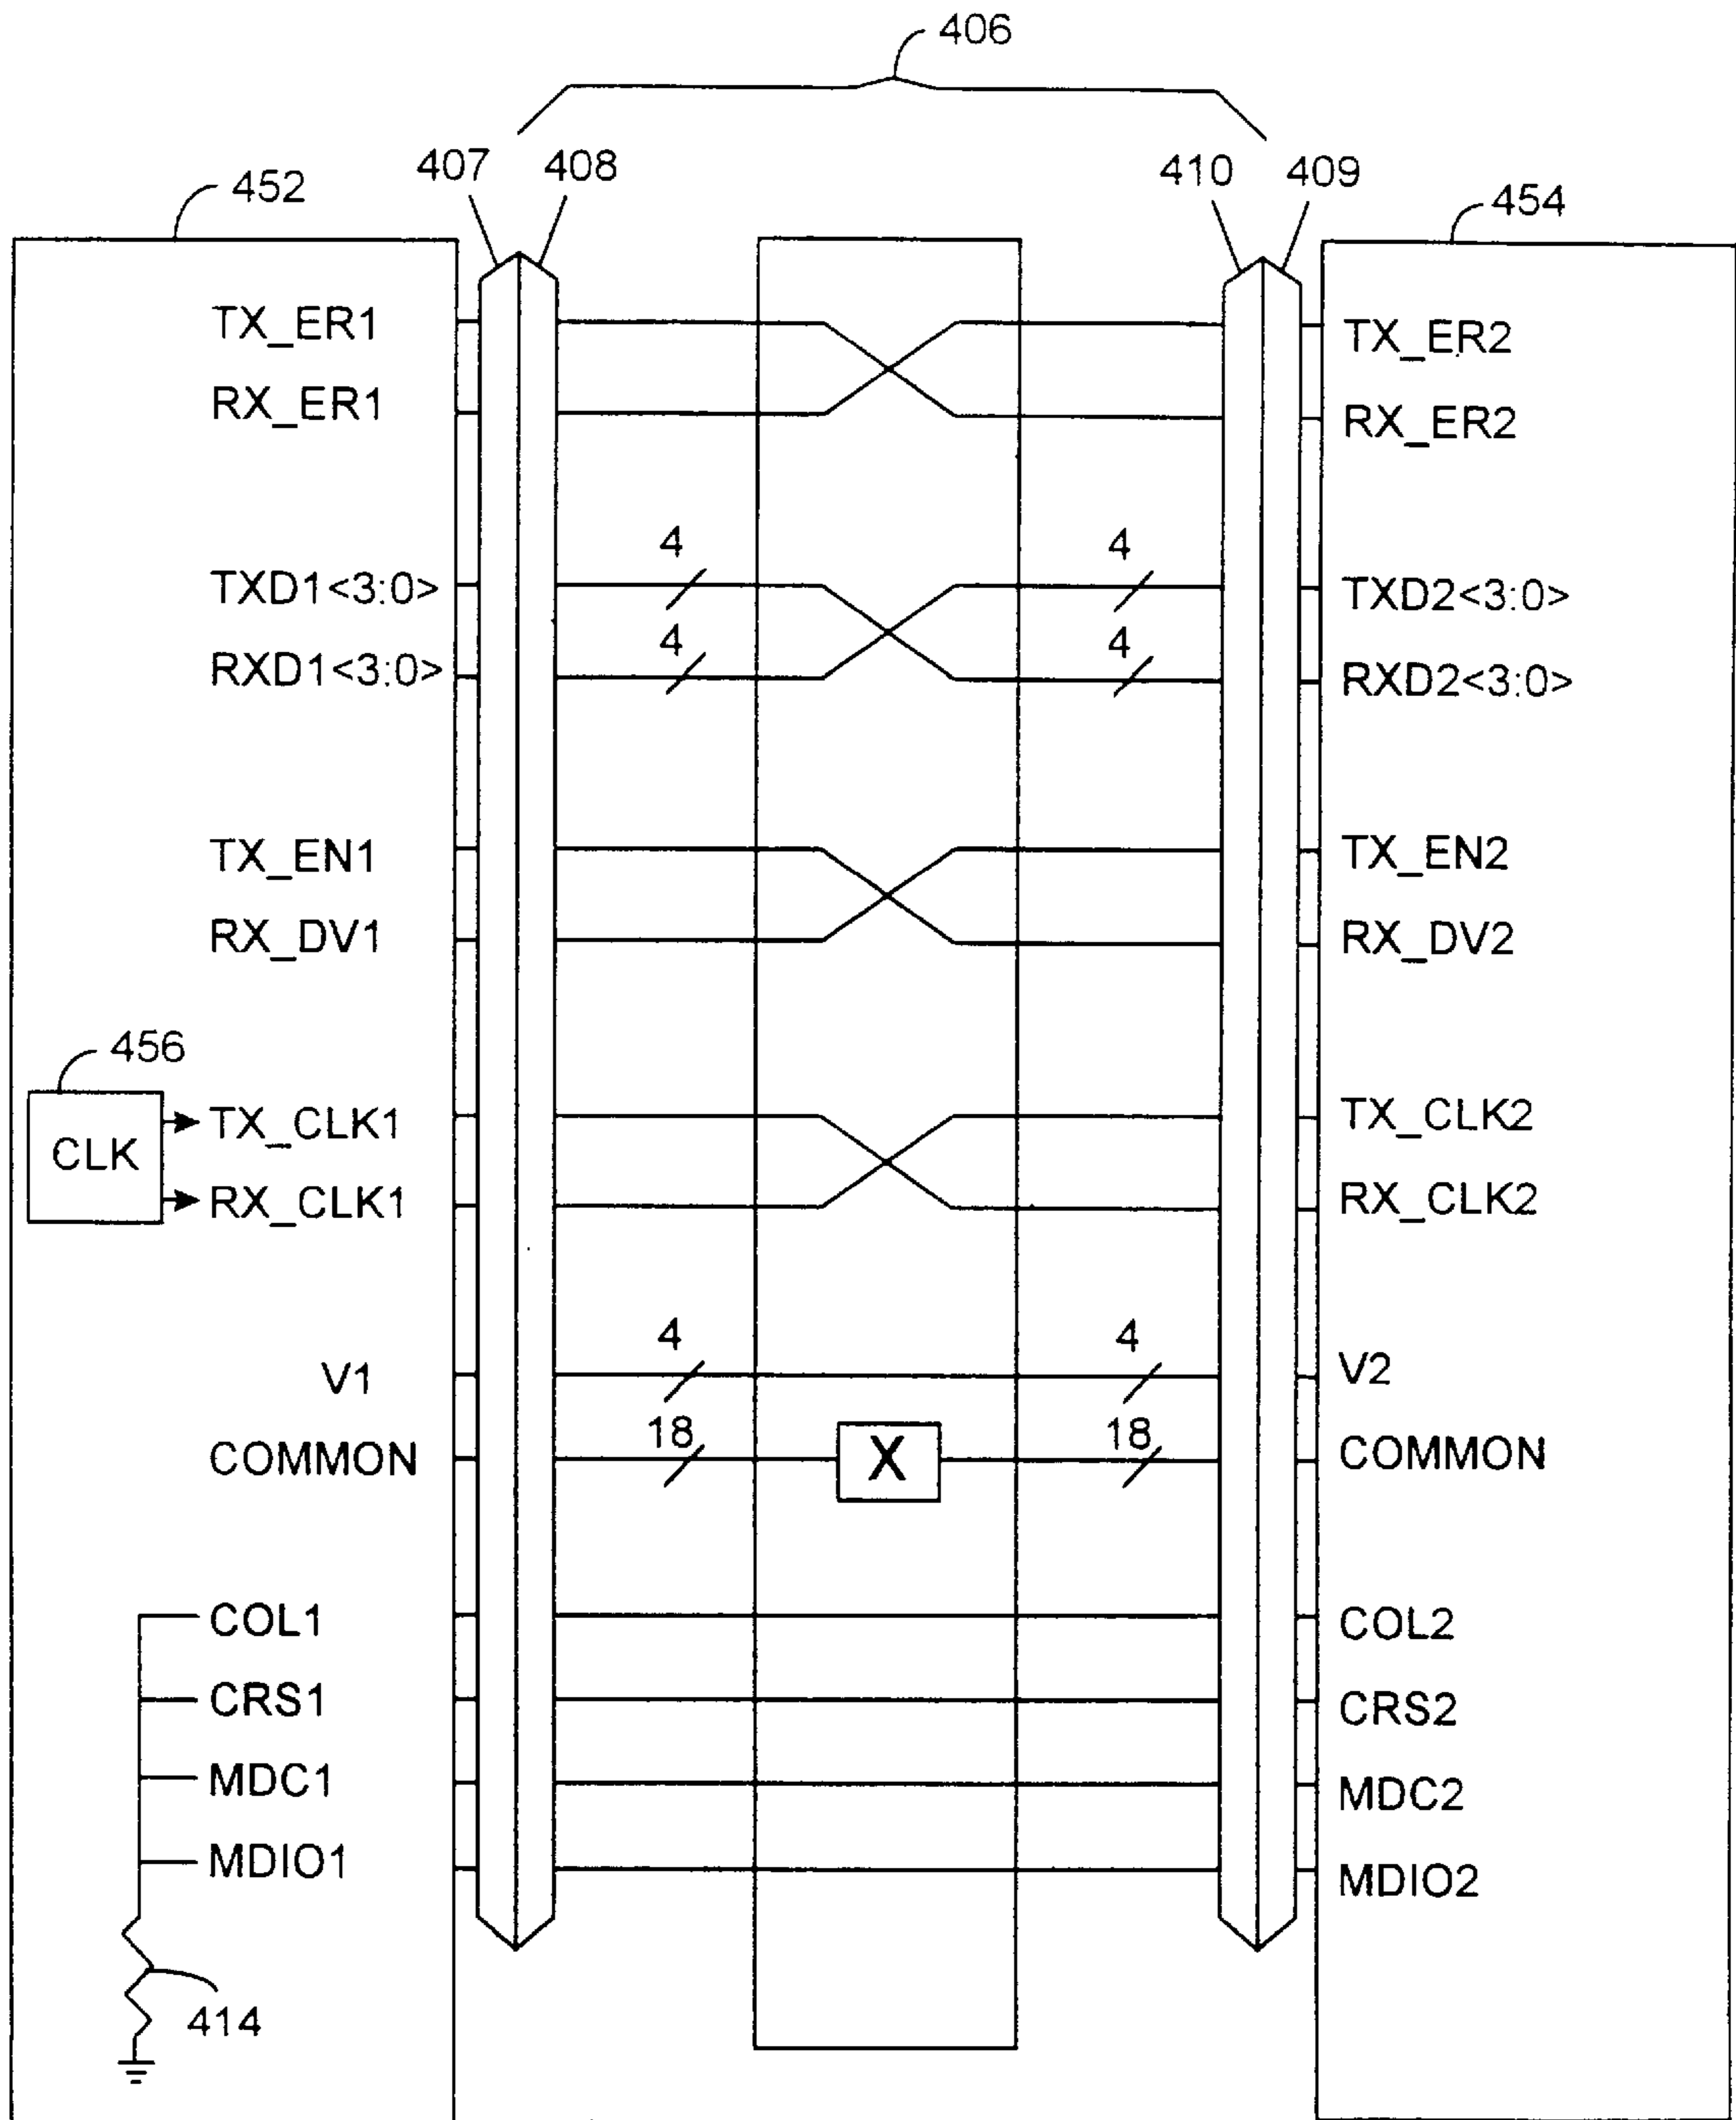 406
407 408 410 409
452 454
TX_ER1 TX_ER2
RX_ER1 RX_ER2
4 4
TXD1<3:0> TXD2<3:0>
4 4
RXD1<3:0> RXD2<3:0>
TX_EN1 TX_EN2
RX_DV1 RX_DV2
456
CLK
TX_CLK1 TX_CLK2
RX_CLK1 RX_CLK2
4 4
V1 V2
18 18
COMMON X COMMON
COL1 COL2
CRS1 CRS2
MDC1 MDC2
MDIO1 MDIO2
414